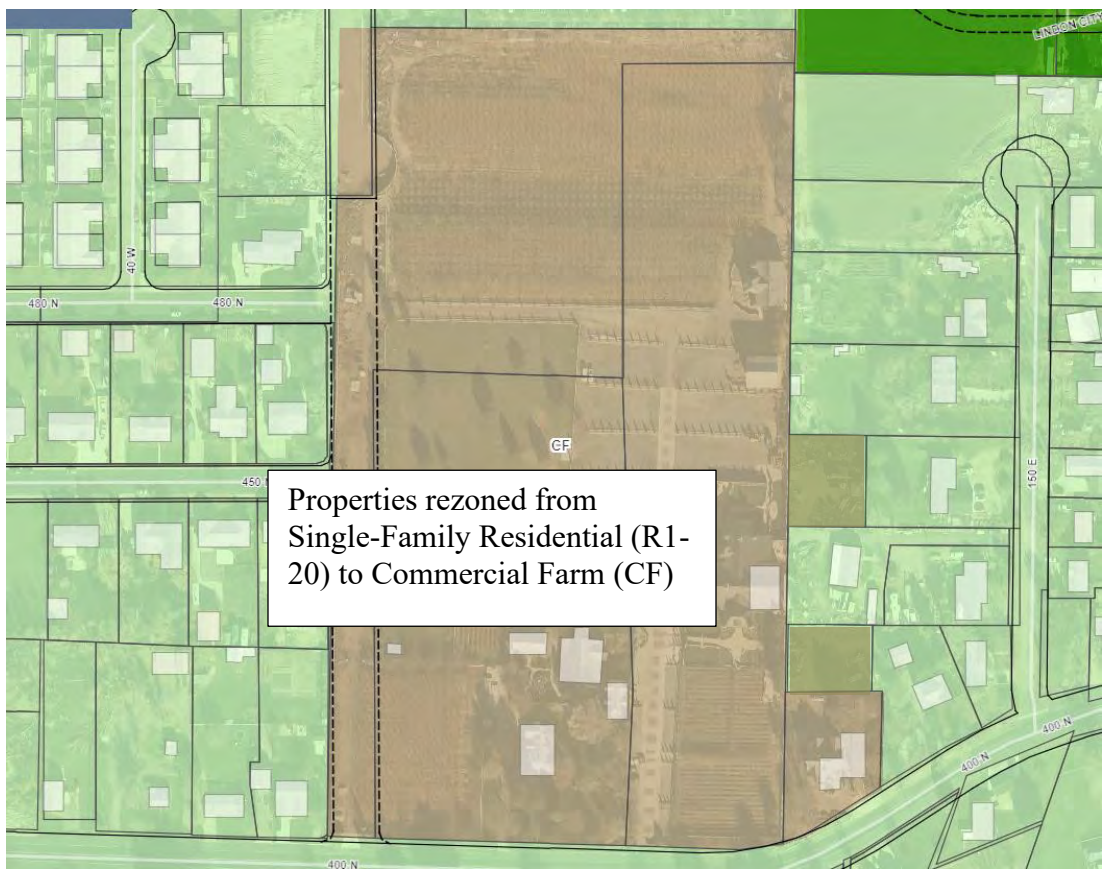 LINDON CITY
40 W
480 N
480 N
CF
450 N
150 E
Properties rezoned from
Single-Family Residential (R1-
20) to Commercial Farm (CF)
400 N
400 N
400 N